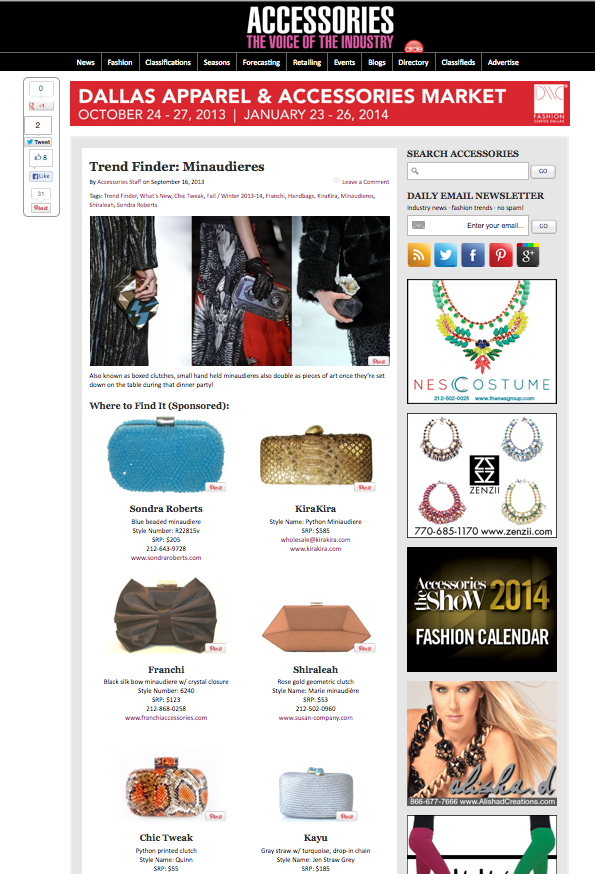 ACCESSORIES
THE VOICE OF THE INDUSTRY
News
Fashion
Classifications
Seasons
Forecasting
Retailing
Events
Blogs
Directory
Classifieds
Advertise
0
+1
2
Tweet
8
Like
31
Pin it
DALLAS APPAREL & ACCESSORIES MARKET
OCTOBER 24 - 27, 2013 | JANUARY 23 - 26, 2014
FASHION
CENTER DALLAS
Trend Finder: Minaudieres
By Accessories Staff on September 16, 2013
Leave a Comment
Tags: Trend Finder, What's New, Chic Tweak, Fall / Winter 2013-14, Franchi, Handbags, KiraKira, Minaudieres,
Shiraleah, Sondra Roberts
Pin it
Also known as boxed clutches, small hand held minaudieres also double as pieces of art once they're set
down on the table during that dinner party!
Where to Find It (Sponsored):
Pin it
Pin it
Sondra Roberts
Blue beaded minaudiere
Style Number: R22815v
SRP: $205
212-643-9728
www.sondraroberts.com
KiraKira
Style Name: Python Miniaudiere
SRP: $585
wholesale@kirakira.com
www.kirakira.com
Pin it
Pin it
Franchi
Black silk bow minaudiere w/ crystal closure
Style Number: 6240
SRP: $123
212-868-0258
www.franchiaccessories.com
Shiraleah
Rose gold geometric clutch
Style Name: Marie minaudière
SRP: $53
212-502-0960
www.susan-company.com
Pin it
Pin it
Chic Tweak
Python printed clutch
Style Name: Quinn
SRP: $55
Kayu
Gray straw w/ turquoise, drop-in chain
Style Name: Jen Straw Grey
SRP: $185
SEARCH ACCESSORIES
GO
DAILY EMAIL NEWSLETTER
Industry news · fashion trends · no spam!
Enter your email...
GO
NES COSTUME
212-502-0025 www.thenesgroup.com
ZENZII
770-685-1170 www.zenzii.com
Accessories
the Show 2014
FASHION CALENDAR
alisha.d
866-677-7666 www.AlishadCreations.com